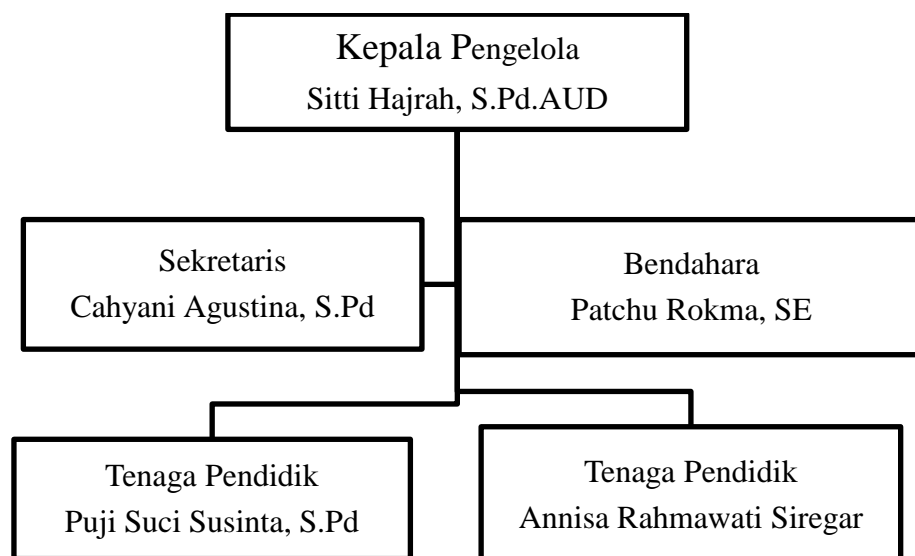 Kepala Pengelola
Sitti Hajrah, S.Pd.AUD
Sekretaris
Cahyani Agustina, S.Pd
Bendahara
Patchu Rokma, SE
Tenaga Pendidik
Puji Suci Susinta, S.Pd
Tenaga Pendidik
Annisa Rahmawati Siregar